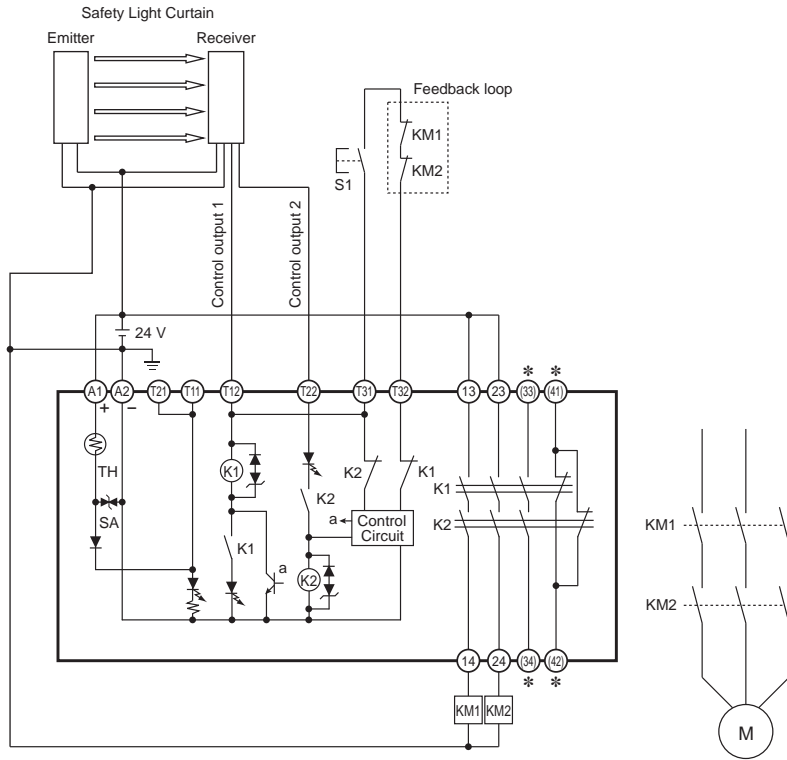 Safety Light Curtain
Emitter
Receiver
Feedback loop
KM1
KM2
S1
Control output 1
Control output 2
24 V
* *
A1 A2 T21 T11 T12 T22 T31 T32 13 23 (33) (41)
+ −
TH
SA
K1
K1
a
K2
K2
K2
K1
a
Control
Circuit
K1
K2
14 24 (34) (42)
* *
KM1 KM2
KM1
KM2
M